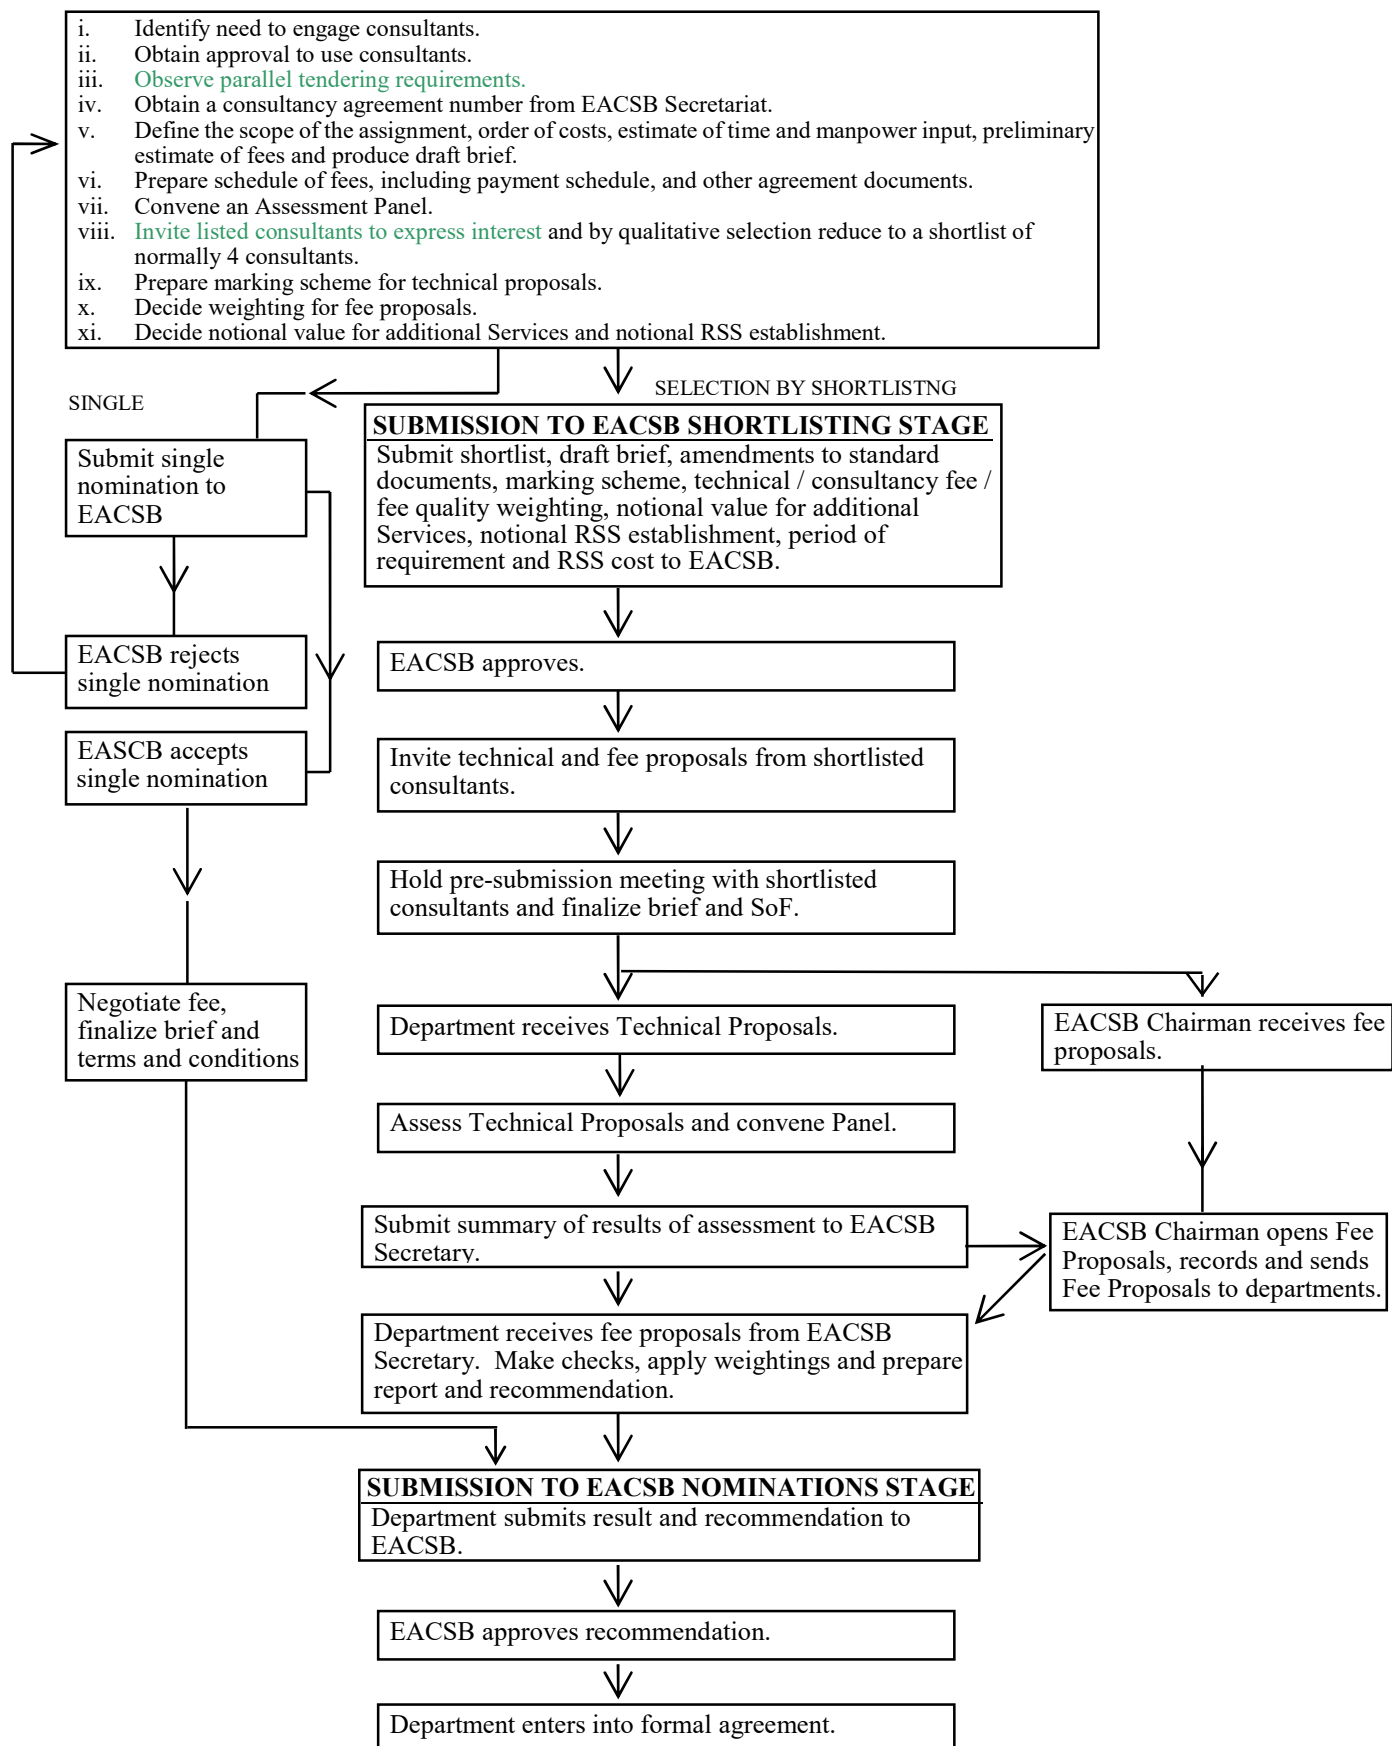 i. Identify need to engage consultants.
ii. Obtain approval to use consultants.
iii. Observe parallel tendering requirements.
iv. Obtain a consultancy agreement number from EACSB Secretariat.
v. Define the scope of the assignment, order of costs, estimate of time and manpower input, preliminary
estimate of fees and produce draft brief.
vi. Prepare schedule of fees, including payment schedule, and other agreement documents.
vii. Convene an Assessment Panel.
viii. Invite listed consultants to express interest and by qualitative selection reduce to a shortlist of
normally 4 consultants.
ix. Prepare marking scheme for technical proposals.
x. Decide weighting for fee proposals.
xi. Decide notional value for additional Services and notional RSS establishment.
SINGLE
SELECTION BY SHORTLISTNG
Submit single
nomination to
EACSB
SUBMISSION TO EACSB SHORTLISTING STAGE
Submit shortlist, draft brief, amendments to standard
documents, marking scheme, technical / consultancy fee /
fee quality weighting, notional value for additional
Services, notional RSS establishment, period of
requirement and RSS cost to EACSB.
EACSB rejects
single nomination
EACSB approves.
EASCB accepts
single nomination
Invite technical and fee proposals from shortlisted
consultants.
Hold pre-submission meeting with shortlisted
consultants and finalize brief and SoF.
Negotiate fee,
finalize brief and
terms and conditions
Department receives Technical Proposals.
EACSB Chairman receives fee
proposals.
Assess Technical Proposals and convene Panel.
Submit summary of results of assessment to EACSB
Secretary.
EACSB Chairman opens Fee
Proposals, records and sends
Fee Proposals to departments.
Department receives fee proposals from EACSB
Secretary. Make checks, apply weightings and prepare
report and recommendation.
SUBMISSION TO EACSB NOMINATIONS STAGE
Department submits result and recommendation to
EACSB.
EACSB approves recommendation.
Department enters into formal agreement.